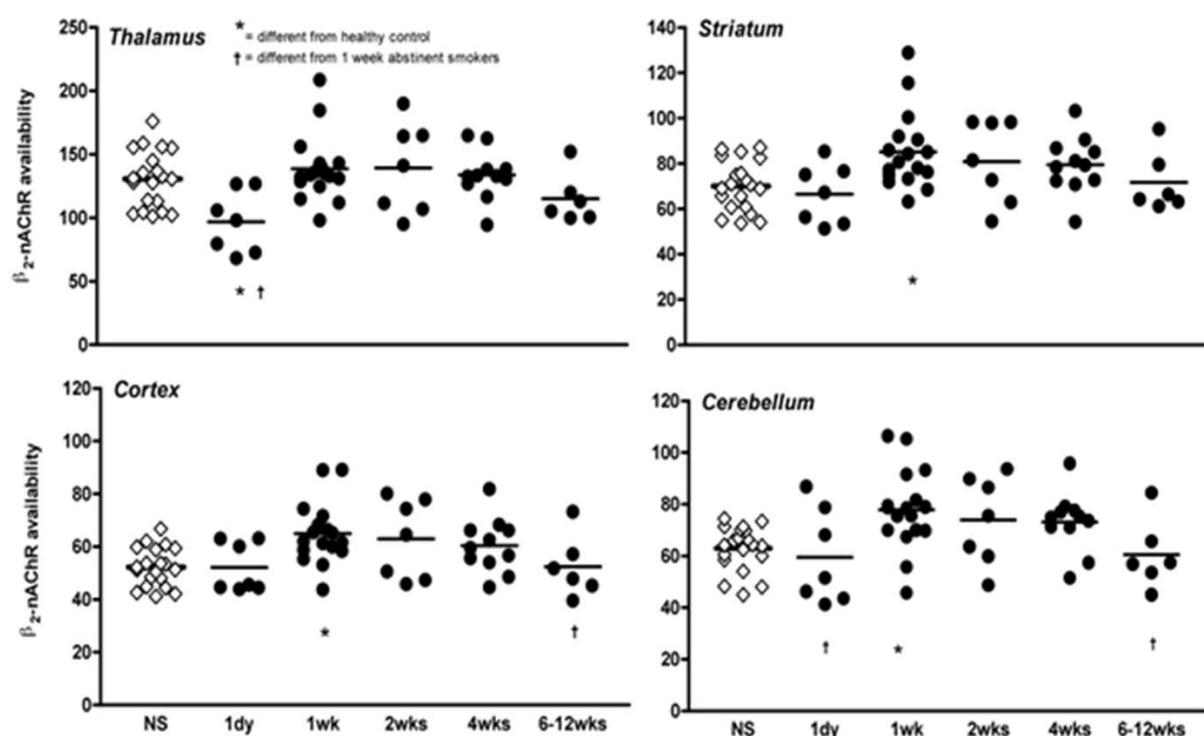 Thalamus
* = different from healthy control
† = different from 1 week abstinent smokers
β2-nAChR availability
250
200
150
100
50
0
* †
Striatum
140
120
100
80
60
40
20
0
*
Cortex
β2-nAChR availability
120
100
80
60
40
20
0
* †
NS 1dy 1wk 2wks 4wks 6-12wks
Cerebellum
120
100
80
60
40
20
0
† * †
NS 1dy 1wk 2wks 4wks 6-12wks